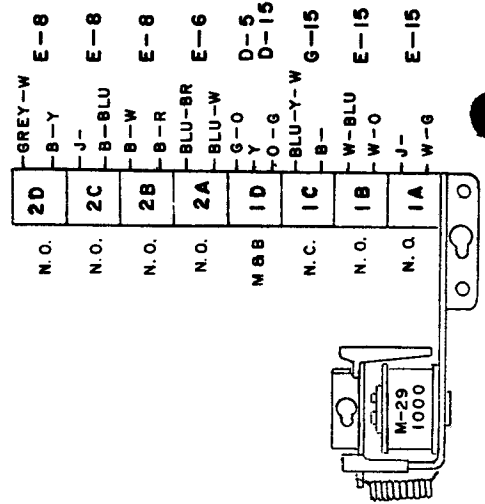 E-8 E-8 E-8 E-6 D-5 G-15 E-15 E-15
D-15
GREY-W B-Y J- B-BLU B-W B-R BLU-BR BLU-W G-O Y O-G BLU-Y-W B- W-BLU W-O J- W-G
2D 2C 2B 2A 1D 1C 1B 1A
N.O. N.O. N.O. N.O. M&B N.C. N.O. N.O.
M-29
1000